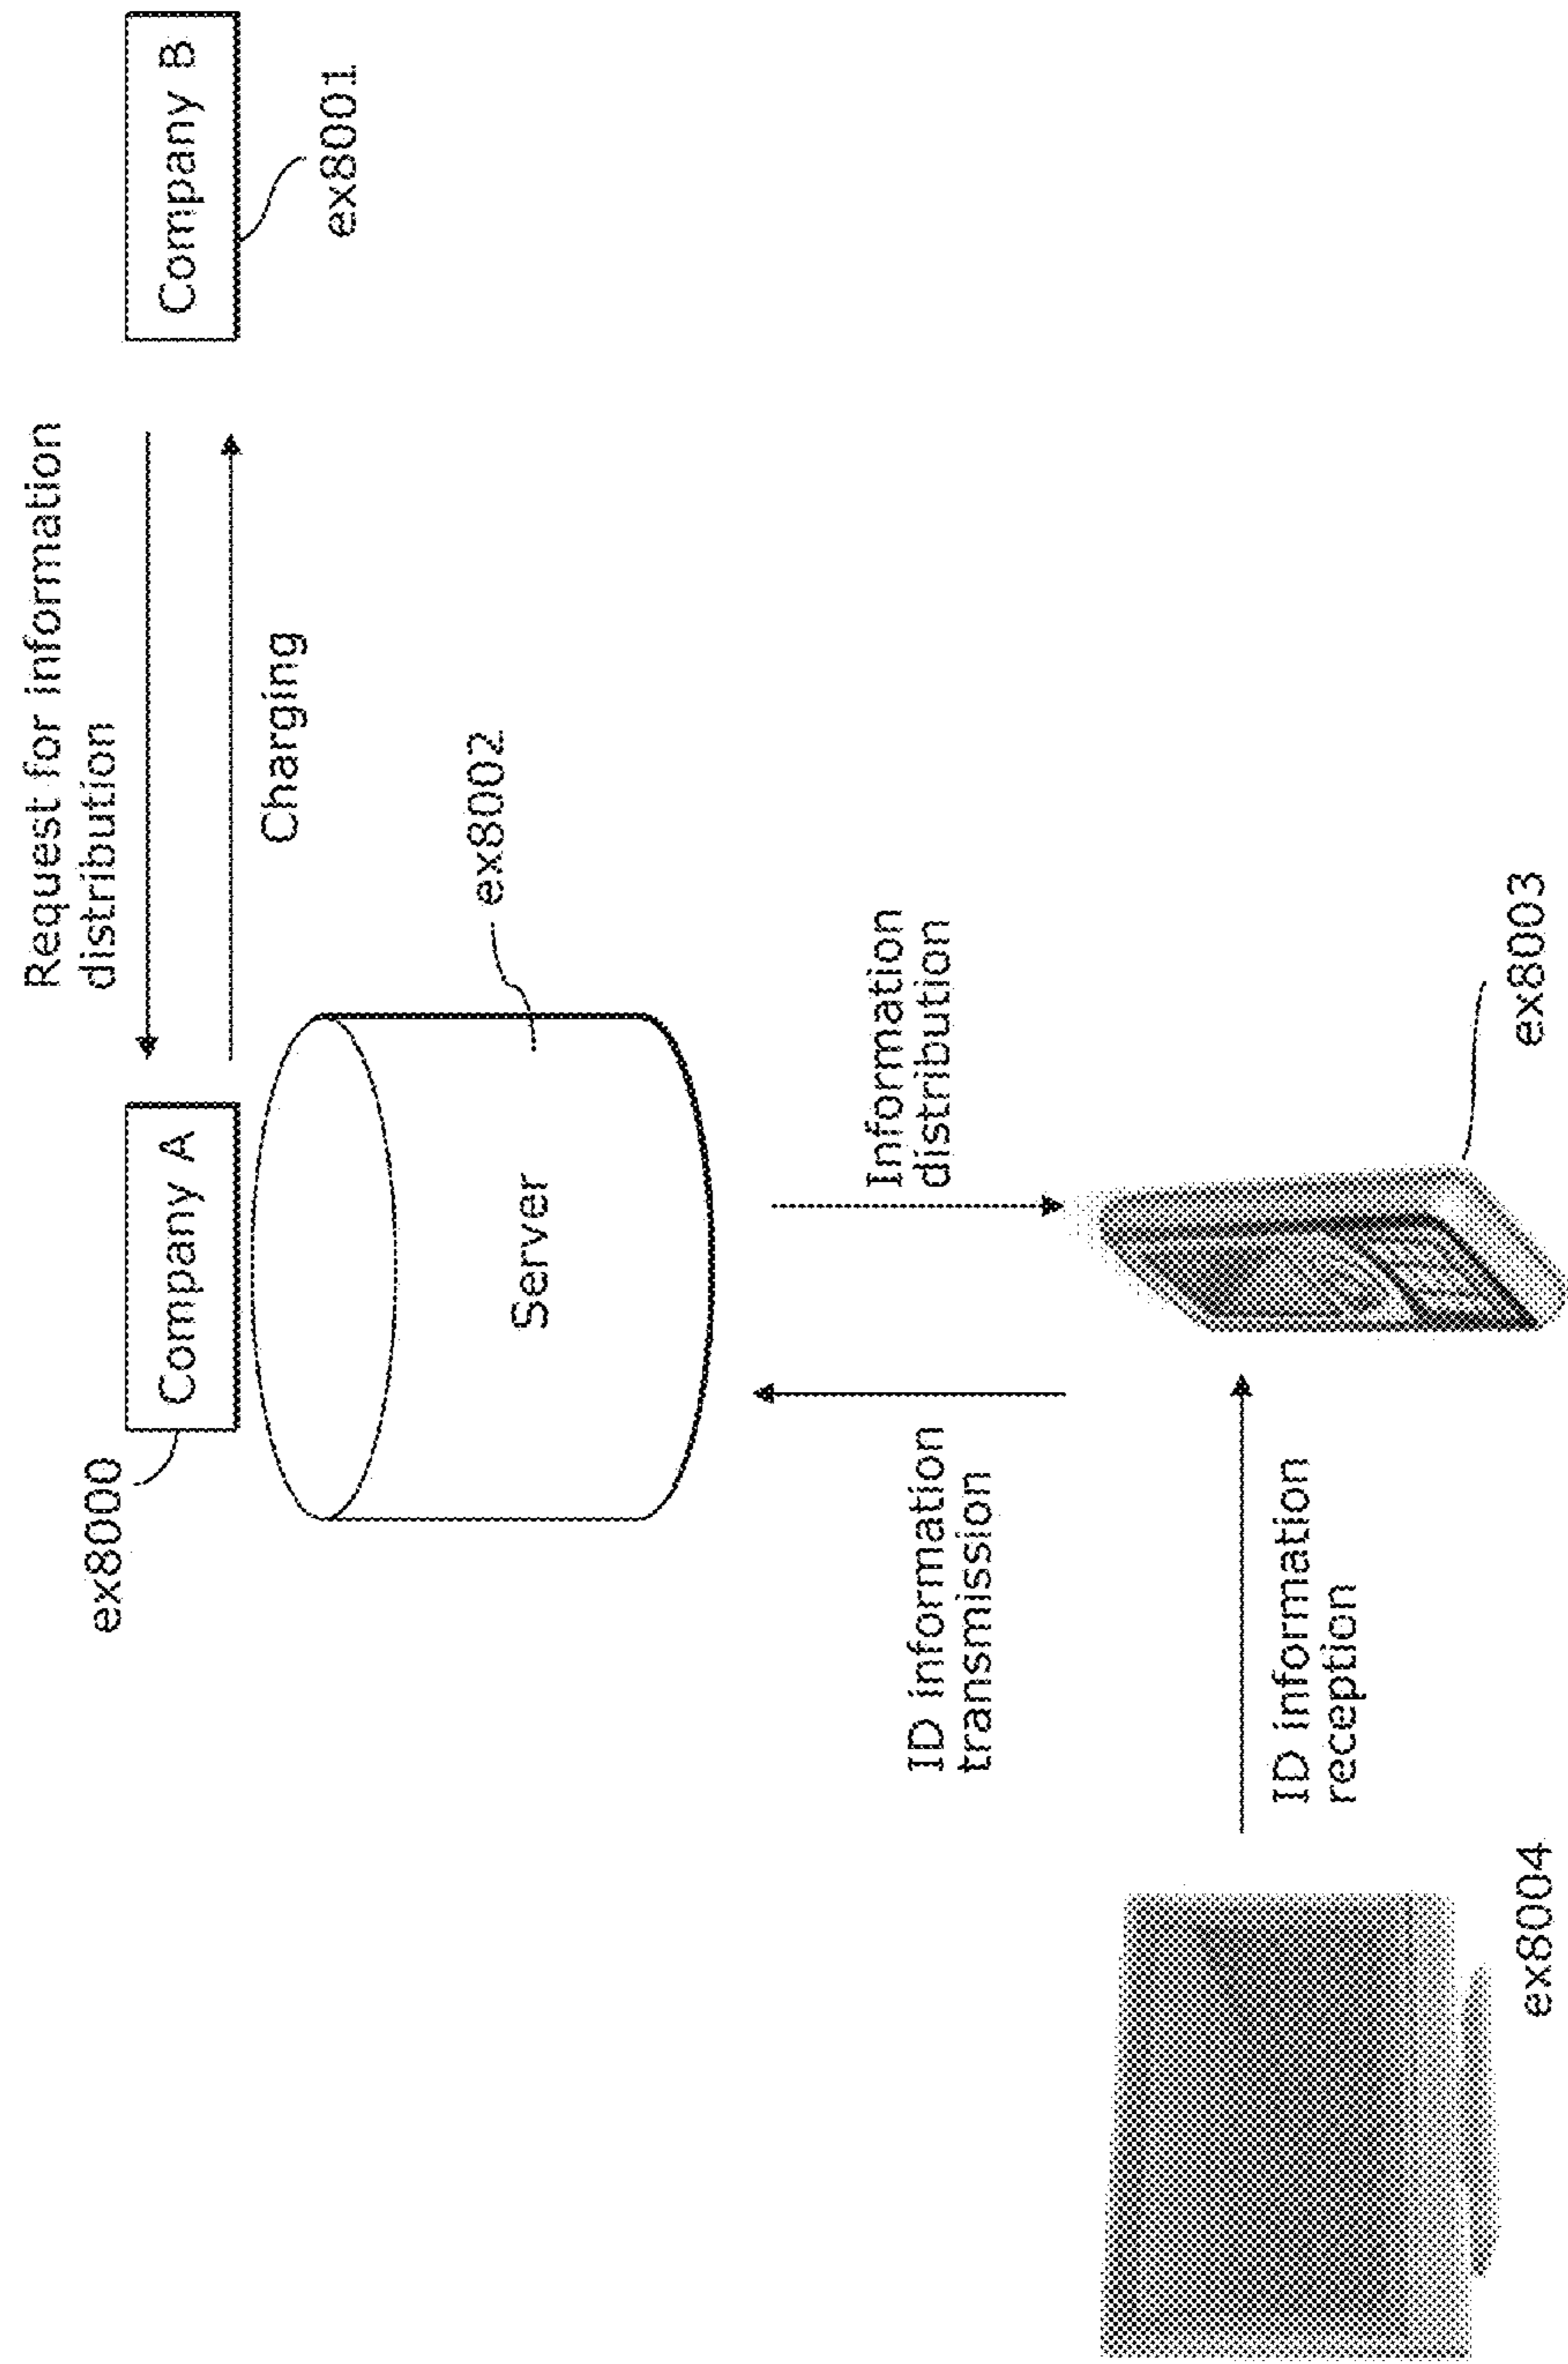 Request for information
distribution
Charging
ex8000
Company A
Company B
ex8001
Server
ex8002
ID information
transmission
Information
distribution
ID information
reception
ex8004
ex8003